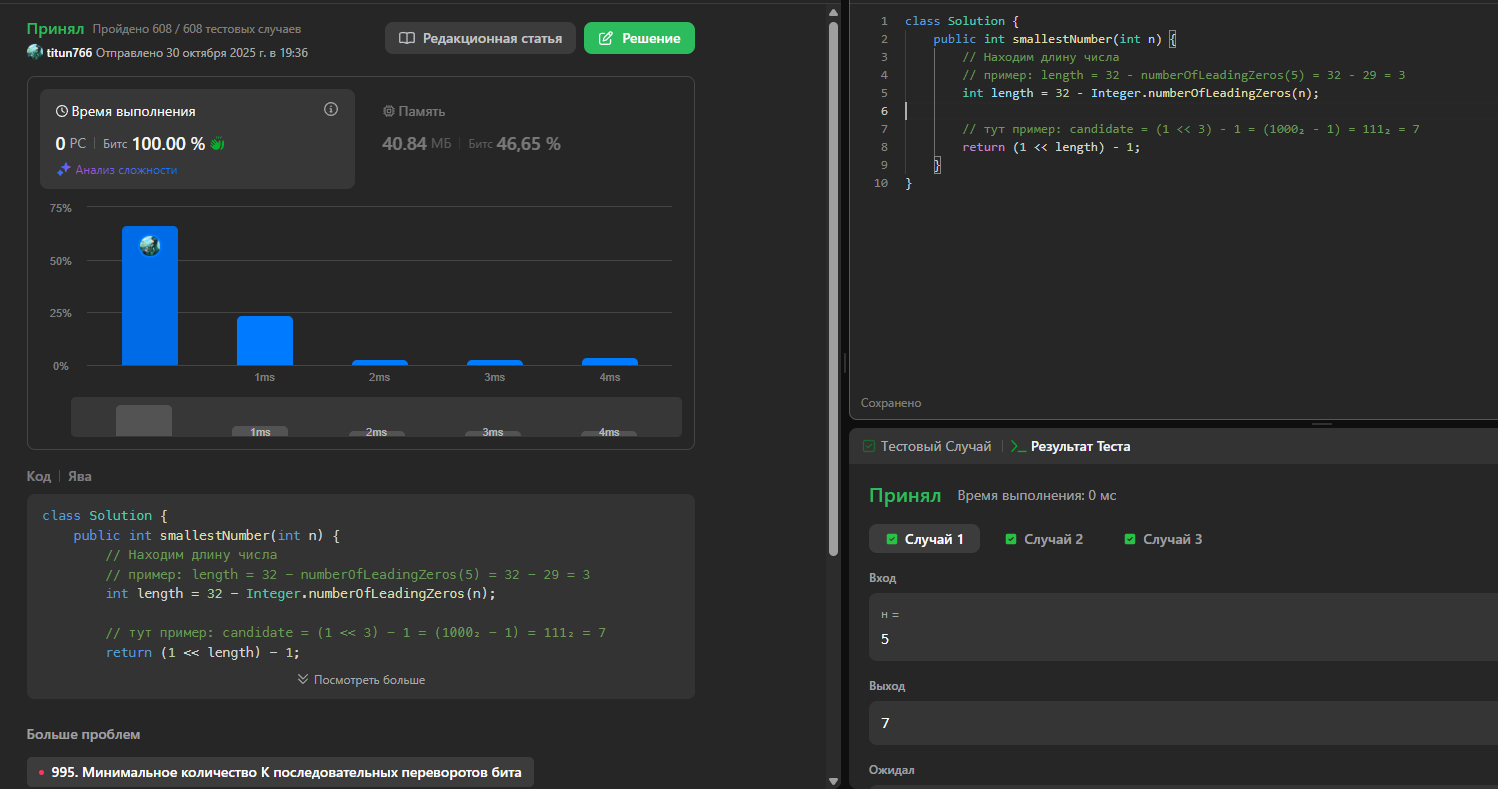 Принял Пройдено 608 / 608 тестовых случаев
titun766 Отправлено 30 октября 2025 г. в 19:36
Редакционная статья
Решение
Время выполнения
0 РС | Битс 100.00 %
Анализ сложности
Память
40.84 МБ | Битс 46,65 %
75%
50%
25%
0%
1ms 2ms 3ms 4ms
1ms 2ms 3ms 4ms
Код | Ява
class Solution {
    public int smallestNumber(int n) {
        // Находим длину числа
        // пример: length = 32 - numberOfLeadingZeros(5) = 32 - 29 = 3
        int length = 32 - Integer.numberOfLeadingZeros(n);
        // тут пример: candidate = (1 << 3) - 1 = (1000₂ - 1) = 111₂ = 7
        return (1 << length) - 1;
Посмотреть больше
Больше проблем
995. Минимальное количество К последовательных переворотов бита
1 class Solution {
2     public int smallestNumber(int n) {
3         // Находим длину числа
4         // пример: length = 32 - numberOfLeadingZeros(5) = 32 - 29 = 3
5         int length = 32 - Integer.numberOfLeadingZeros(n);
6
7         // тут пример: candidate = (1 << 3) - 1 = (1000₂ - 1) = 111₂ = 7
8         return (1 << length) - 1;
9     }
10 }
Сохранено
Тестовый Случай | Результат Теста
Принял Время выполнения: 0 мс
Случай 1 Случай 2 Случай 3
Вход
н =
5
Выход
7
Ожидал